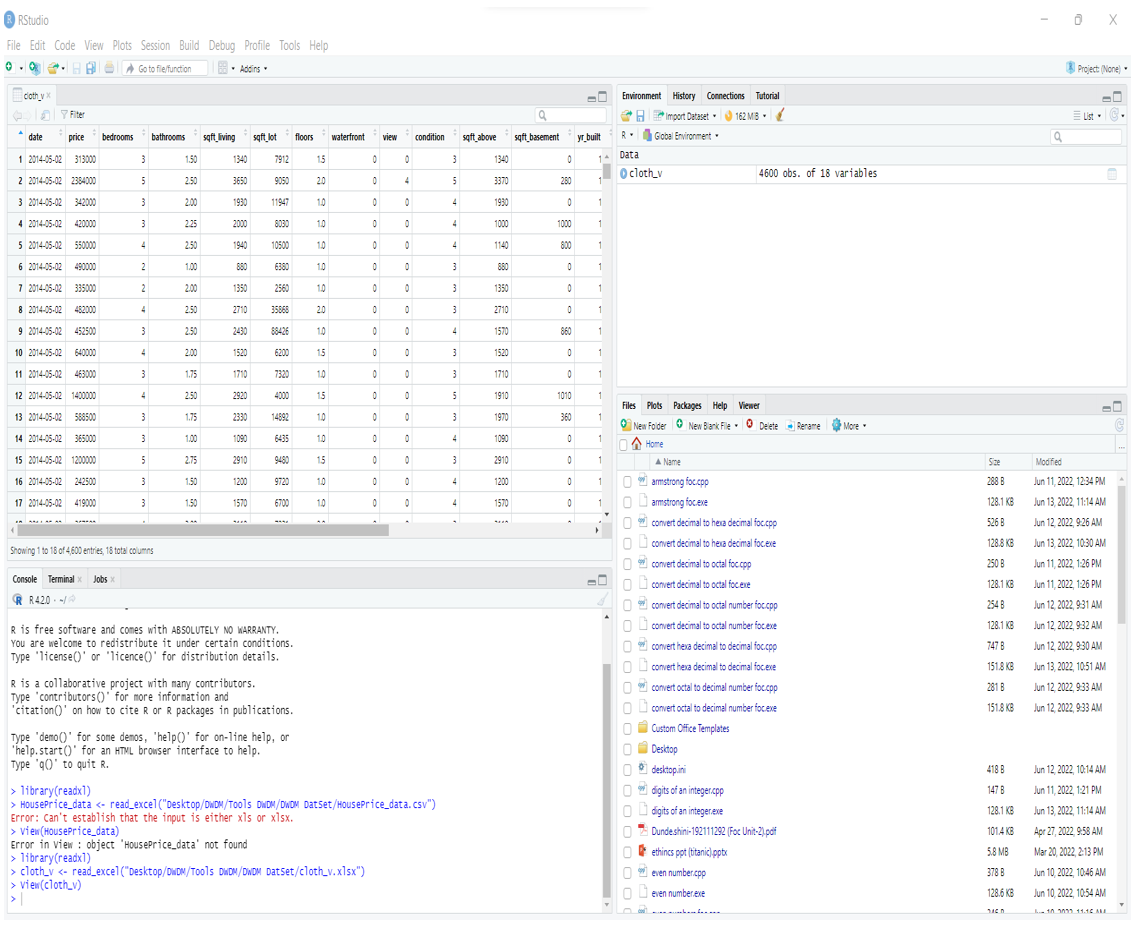 RStudio
File Edit Code View Plots Session Build Debug Profile Tools Help
Go to file/function Addins Project: (None)
cloth_v
Filter
date price bedrooms bathrooms sqft_living sqft_lot floors waterfront view condition sqft_above sqft_basement yr_built
1 2014-05-02 313000 3 1.50 1340 7912 1.5 0 0 3 1340 0 1
2 2014-05-02 2384000 5 2.50 3650 9050 2.0 0 4 5 3370 280 1
3 2014-05-02 342000 3 2.00 1930 11947 1.0 0 0 4 1930 0 1
4 2014-05-02 420000 3 2.25 2000 8030 1.0 0 0 4 1000 1000 1
5 2014-05-02 550000 4 2.50 1940 10500 1.0 0 0 4 1140 800 1
6 2014-05-02 490000 2 1.00 880 6380 1.0 0 0 3 880 0 1
7 2014-05-02 335000 2 2.00 1350 2560 1.0 0 0 3 1350 0 1
8 2014-05-02 482000 4 2.50 2710 35868 2.0 0 0 3 2710 0 1
9 2014-05-02 452500 3 2.50 2430 88426 1.0 0 0 4 1570 860 1
10 2014-05-02 640000 4 2.00 1520 6200 1.5 0 0 3 1520 0 1
11 2014-05-02 463000 3 1.75 1710 7320 1.0 0 0 3 1710 0 1
12 2014-05-02 1400000 4 2.50 2920 4000 1.5 0 0 5 1910 1010 1
13 2014-05-02 588500 3 1.75 2330 14892 1.0 0 0 3 1970 360 1
14 2014-05-02 365000 3 1.00 1090 6435 1.0 0 0 4 1090 0 1
15 2014-05-02 1200000 5 2.75 2910 9480 1.5 0 0 3 2910 0 1
16 2014-05-02 242500 3 1.50 1200 9720 1.0 0 0 4 1200 0 1
17 2014-05-02 419000 3 1.50 1570 6700 1.0 0 0 4 1570 0 1
Showing 1 to 18 of 4,600 entries, 18 total columns
Console Terminal Jobs
R 4.2.0 · ~/
R is free software and comes with ABSOLUTELY NO WARRANTY.
You are welcome to redistribute it under certain conditions.
Type 'license()' or 'licence()' for distribution details.
R is a collaborative project with many contributors.
Type 'contributors()' for more information and
'citation()' on how to cite R or R packages in publications.
Type 'demo()' for some demos, 'help()' for on-line help, or
'help.start()' for an HTML browser interface to help.
Type 'q()' to quit R.
> library(readxl)
> HousePrice_data <- read_excel("Desktop/DWDM/Tools DWDM/DWDM DatSet/HousePrice_data.csv")
Error: Can't establish that the input is either xls or xlsx.
> View(HousePrice_data)
Error in View : object 'HousePrice_data' not found
> library(readxl)
> cloth_v <- read_excel("Desktop/DWDM/Tools DWDM/DWDM DatSet/cloth_v.xlsx")
> View(cloth_v)
>
Environment History Connections Tutorial
Import Dataset 162 MiB List
R Global Environment
Data
cloth_v 4600 obs. of 18 variables
Files Plots Packages Help Viewer
New Folder New Blank File Delete Rename More
Home ...
Name Size Modified
armstrong foc.cpp 288 B Jun 11, 2022, 12:34 PM
armstrong foc.exe 128.1 KB Jun 13, 2022, 11:14 AM
convert decimal to hexa decimal foc.cpp 526 B Jun 12, 2022, 9:26 AM
convert decimal to hexa decimal foc.exe 128.8 KB Jun 13, 2022, 10:30 AM
convert decimal to octal foc.cpp 250 B Jun 11, 2022, 1:26 PM
convert decimal to octal foc.exe 128.1 KB Jun 11, 2022, 1:26 PM
convert decimal to octal number foc.cpp 254 B Jun 12, 2022, 9:31 AM
convert decimal to octal number foc.exe 128.1 KB Jun 12, 2022, 9:32 AM
convert hexa decimal to decimal foc.cpp 747 B Jun 12, 2022, 9:30 AM
convert hexa decimal to decimal foc.exe 151.8 KB Jun 13, 2022, 10:51 AM
convert octal to decimal number foc.cpp 281 B Jun 12, 2022, 9:33 AM
convert octal to decimal number foc.exe 151.8 KB Jun 12, 2022, 9:33 AM
Custom Office Templates
Desktop
desktop.ini 418 B Jun 12, 2022, 10:14 AM
digits of an integer.cpp 147 B Jun 11, 2022, 1:21 PM
digits of an integer.exe 128.1 KB Jun 13, 2022, 11:14 AM
Dunde.shini-192111292 (Foc Unit-2).pdf 101.4 KB Apr 27, 2022, 9:58 AM
ethincs ppt (titanic).pptx 5.8 MB Mar 20, 2022, 2:13 PM
even number.cpp 378 B Jun 10, 2022, 10:46 AM
even number.exe 128.6 KB Jun 10, 2022, 10:54 AM